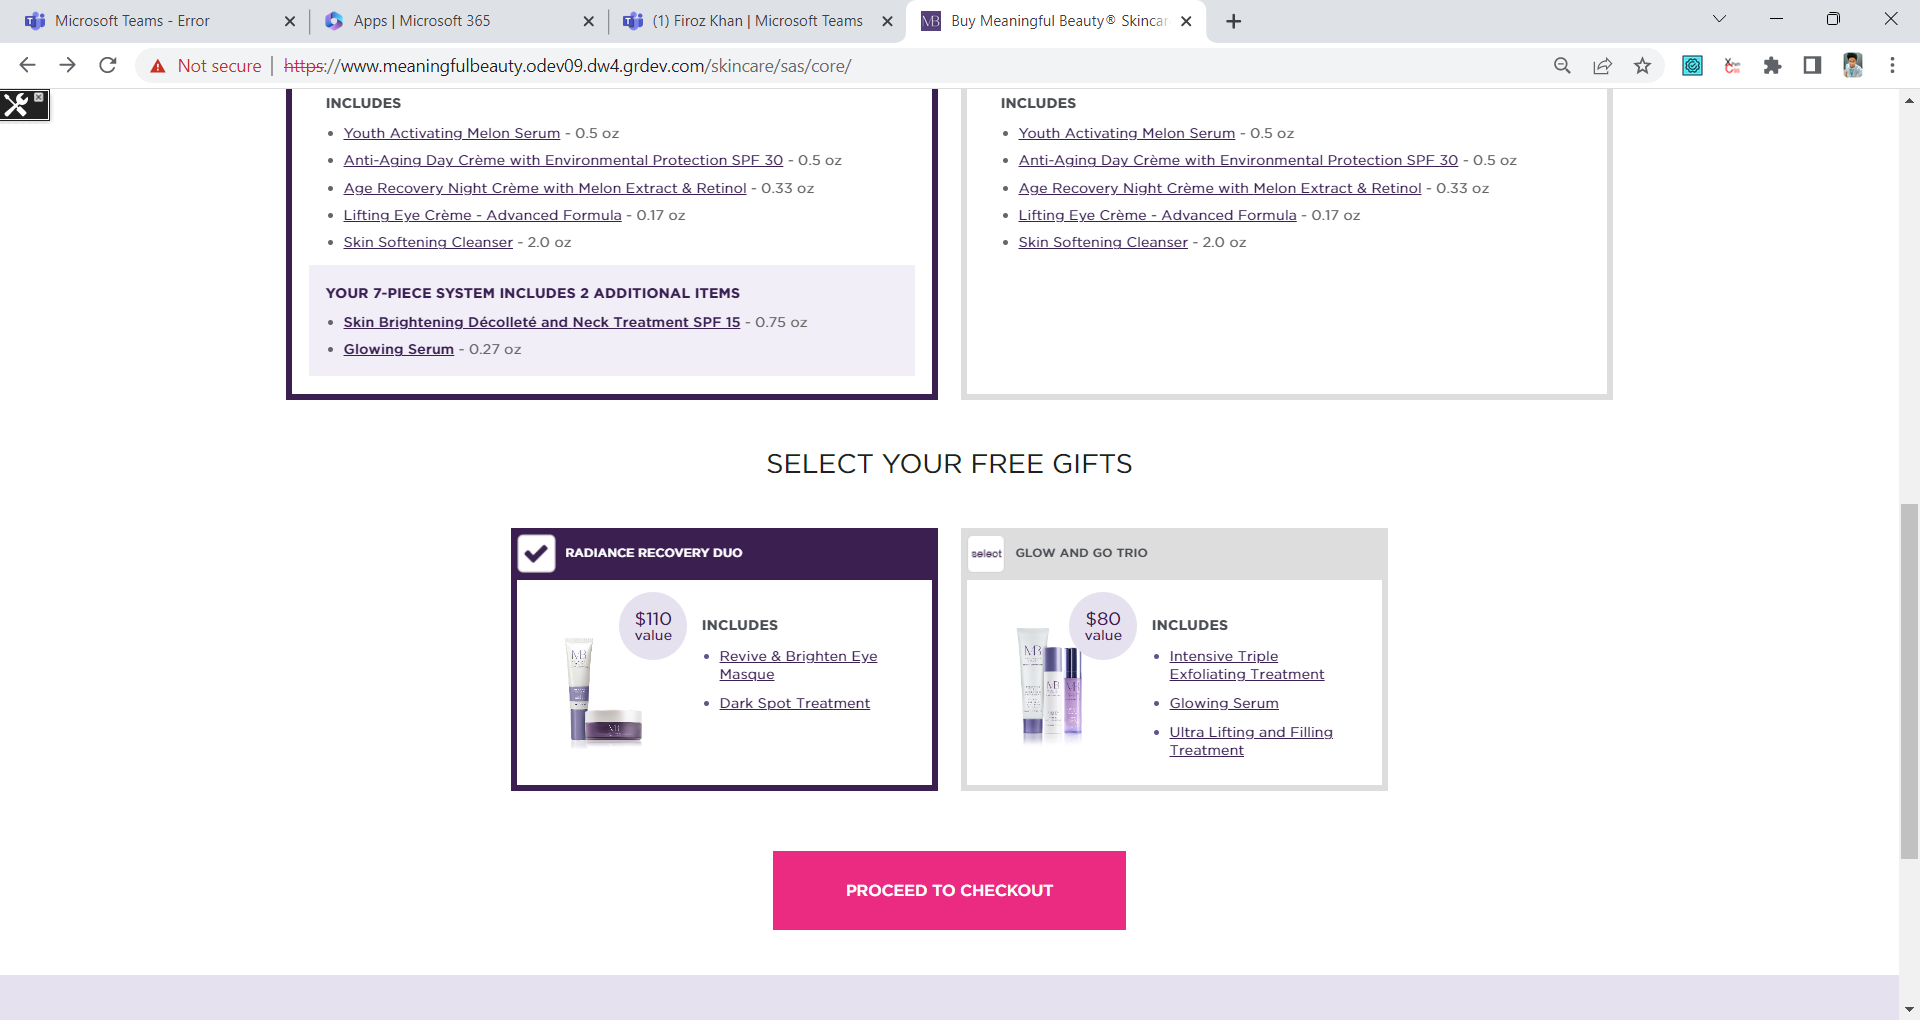 Microsoft Teams - Error
Apps | Microsoft 365
(1) Firoz Khan | Microsoft Teams
MB Buy Meaningful Beauty® Skincar
Not secure | https://www.meaningfulbeauty.odev09.dw4.grdev.com/skincare/sas/core/
INCLUDES
Youth Activating Melon Serum - 0.5 oz
Anti-Aging Day Crème with Environmental Protection SPF 30 - 0.5 oz
Age Recovery Night Crème with Melon Extract & Retinol - 0.33 oz
Lifting Eye Crème - Advanced Formula - 0.17 oz
Skin Softening Cleanser - 2.0 oz
YOUR 7-PIECE SYSTEM INCLUDES 2 ADDITIONAL ITEMS
Skin Brightening Décolleté and Neck Treatment SPF 15 - 0.75 oz
Glowing Serum - 0.27 oz
INCLUDES
Youth Activating Melon Serum - 0.5 oz
Anti-Aging Day Crème with Environmental Protection SPF 30 - 0.5 oz
Age Recovery Night Crème with Melon Extract & Retinol - 0.33 oz
Lifting Eye Crème - Advanced Formula - 0.17 oz
Skin Softening Cleanser - 2.0 oz
SELECT YOUR FREE GIFTS
RADIANCE RECOVERY DUO
$110
value
MB
INCLUDES
Revive & Brighten Eye
Masque
Dark Spot Treatment
select GLOW AND GO TRIO
$80
value
MB
MB
INCLUDES
Intensive Triple
Exfoliating Treatment
Glowing Serum
Ultra Lifting and Filling
Treatment
PROCEED TO CHECKOUT